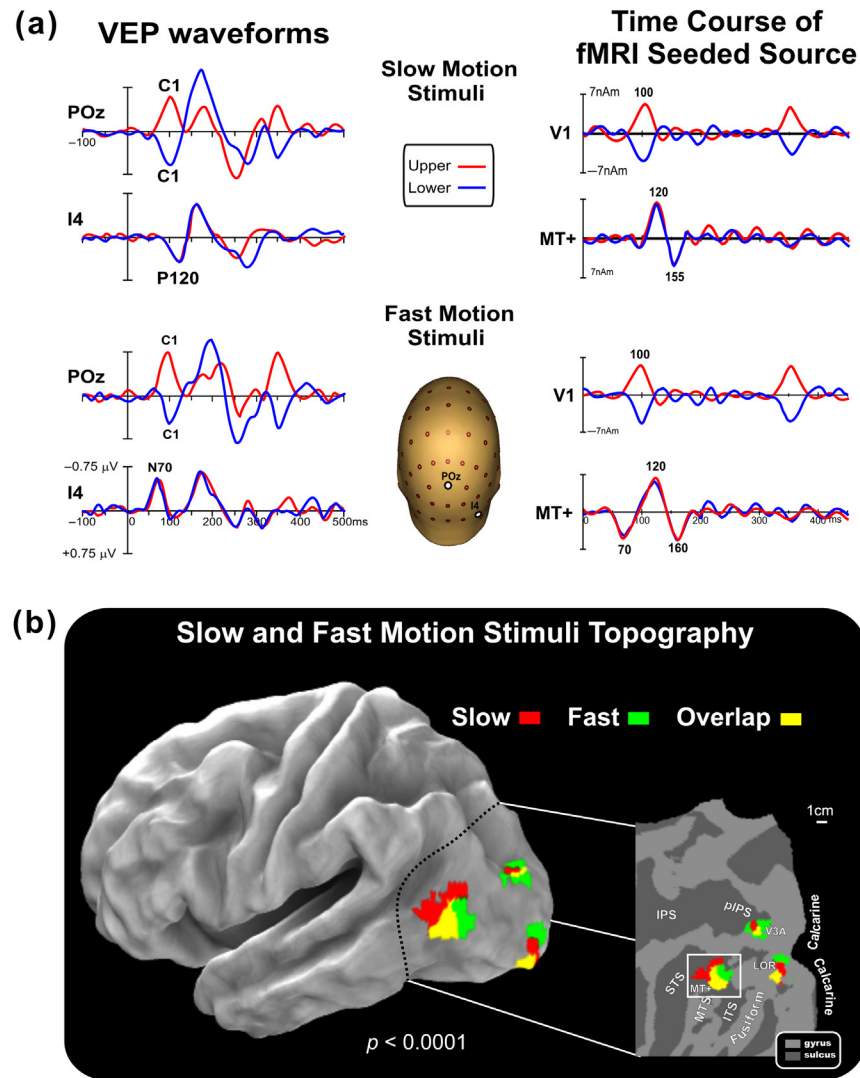 (a)
VEP waveforms
Time Course of
fMRI Seeded Source
Slow Motion
Stimuli
Upper
Lower
POz
C1
C1
−100
I4
P120
V1
7nAm
100
—7nAm
MT+
120
155
7nAm
Fast Motion
Stimuli
POz
C1
C1
−0.75 µV
I4
N70
-100 0 100 200 300 400 500ms
+0.75 µV
POz
I4
V1
100
—7nAm
MT+
120
0 100 200 300 400 ms
70
160
(b)
Slow and Fast Motion Stimuli Topography
Slow Fast Overlap
p < 0.0001
1cm
IPS
pIPS
V3A
Calcarine
Calcarine
LOR
STS
MT+
MTS
ITS
Fusiform
gyrus
sulcus